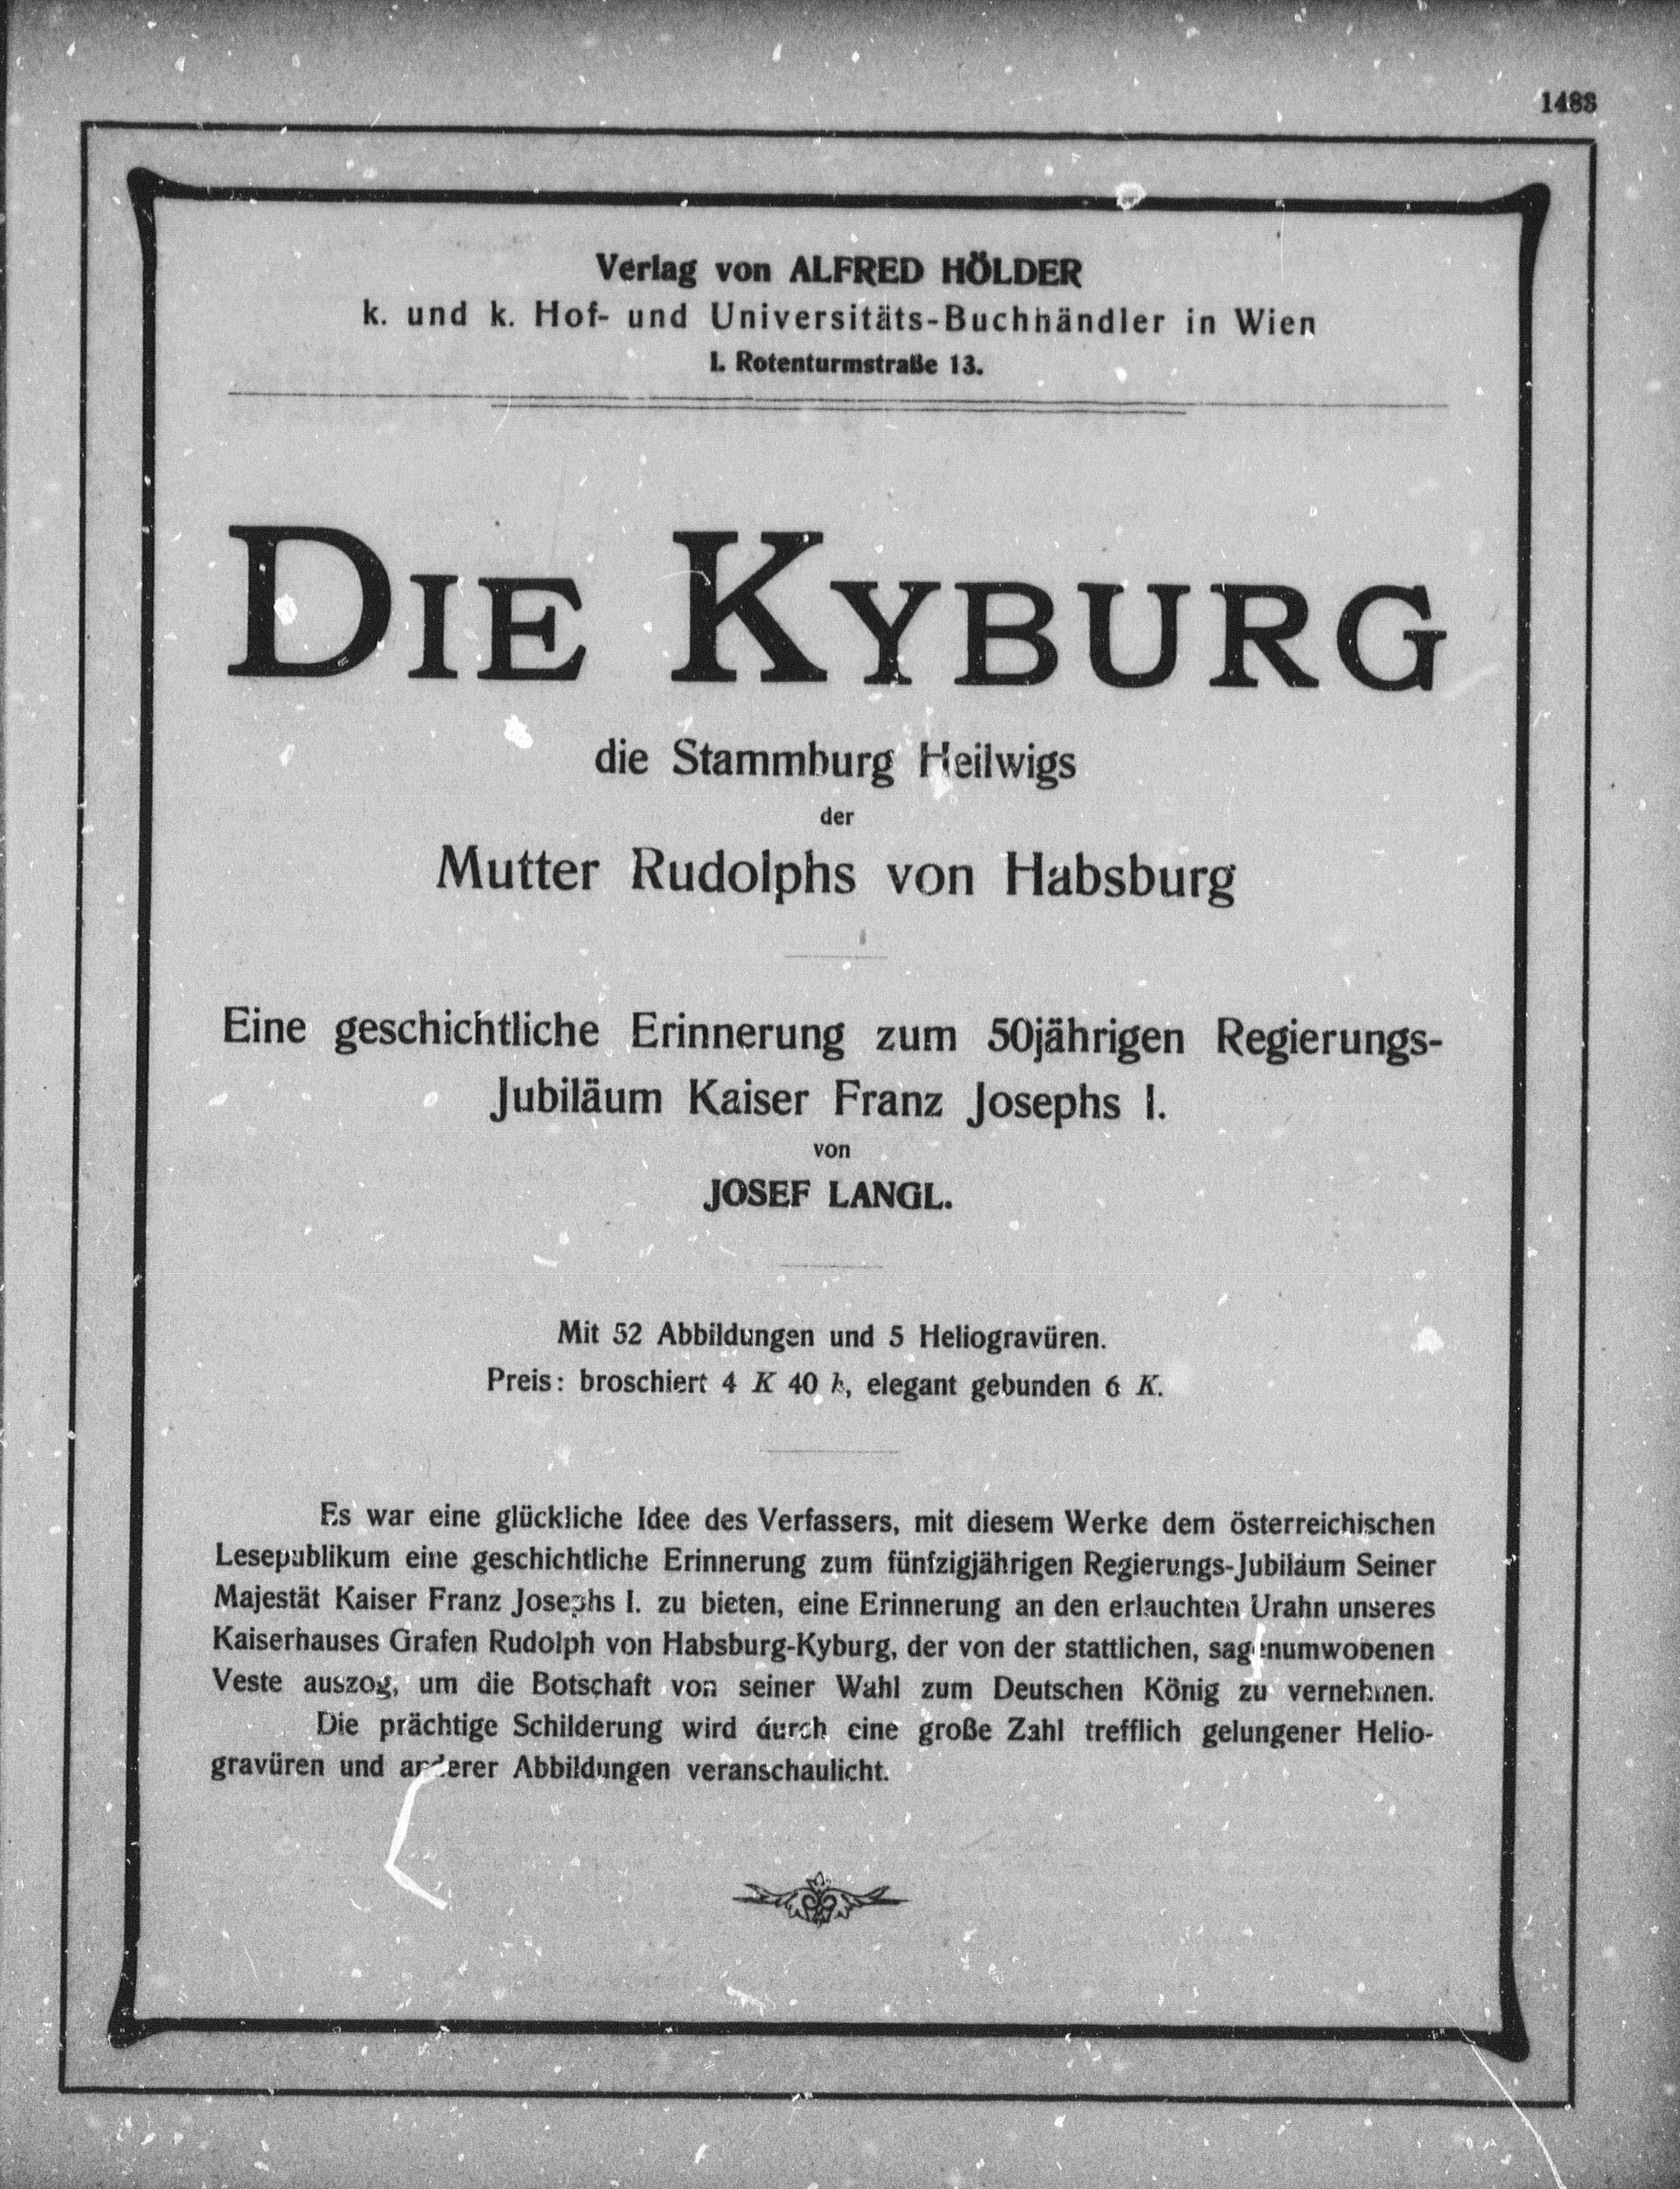 1483
Verlag von ALFRED HÖLDER
k. und k. Hof- und Universitäts-Buchhändler in Wien
I. Rotenturmstraße 13.
DIE KYBURG
die Stammburg Heilwigs
der
Mutter Rudolphs von Habsburg
Eine geschichtliche Erinnerung zum 50jährigen Regierungs-
Jubiläum Kaiser Franz Josephs I.
von
JOSEF LANGL.
Mit 52 Abbildungen und 5 Heliogravüren.
Preis: broschiert 4 K 40 h, elegant gebunden 6 K.
Es war eine glückliche Idee des Verfassers, mit diesem Werke dem österreichischen
Lesepublikum eine geschichtliche Erinnerung zum fünfzigjährigen Regierungs-Jubiläum Seiner
Majestät Kaiser Franz Josephs I. zu bieten, eine Erinnerung an den erlauchten Urahn unseres
Kaiserhauses Grafen Rudolph von Habsburg-Kyburg, der von der stattlichen, sagenumwobenen
Veste auszog, um die Botschaft von seiner Wahl zum Deutschen König zu vernehmen.
Die prächtige Schilderung wird durch eine große Zahl trefflich gelungener Helio-
gravüren und anderer Abbildungen veranschaulicht.